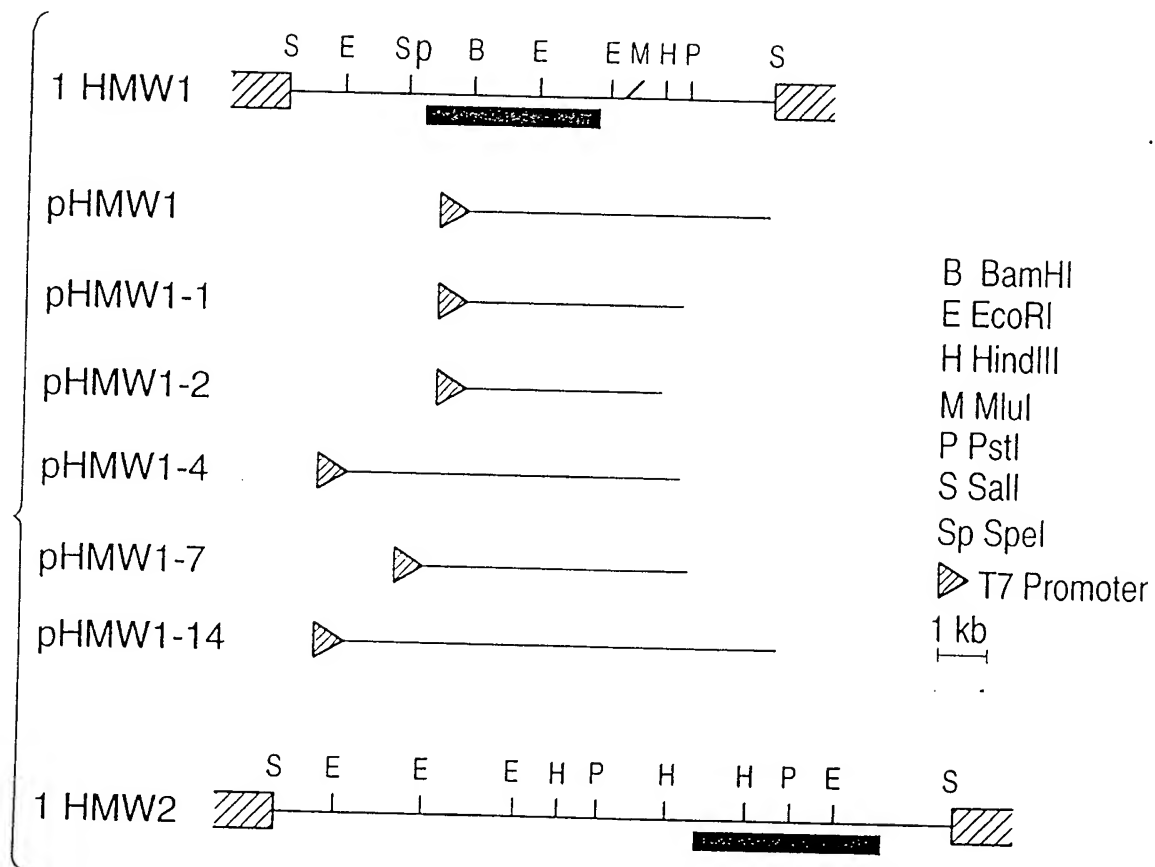 S E Sp B E E M H P S
1 HMW1
pHMW1
pHMW1-1
pHMW1-2
pHMW1-4
pHMW1-7
pHMW1-14
B BamHI
E EcoRI
H HindIII
M MluI
P PstI
S SalI
Sp SpeI
T7 Promoter
1 kb
S E E E H P H H P E S
1 HMW2